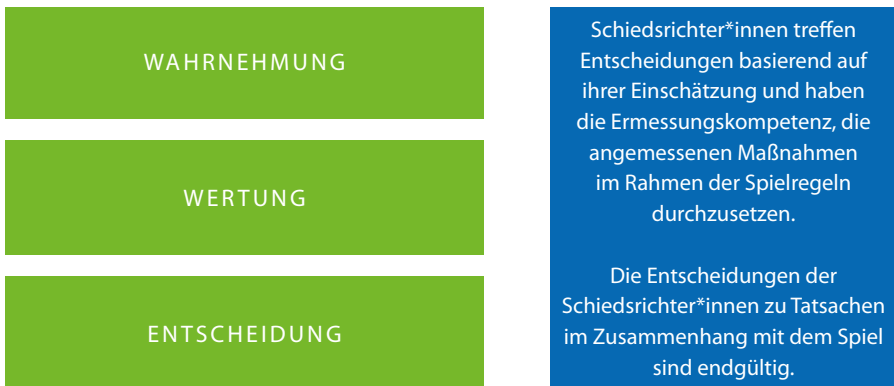 WAHRNEHMUNG
WERTUNG
ENTSCHEIDUNG
Schiedsrichter*innen treffen
Entscheidungen basierend auf
ihrer Einschätzung und haben
die Ermessungskompetenz, die
angemessenen Maßnahmen
im Rahmen der Spielregeln
durchzusetzen.
Die Entscheidungen der
Schiedsrichter*innen zu Tatsachen
im Zusammenhang mit dem Spiel
sind endgültig.